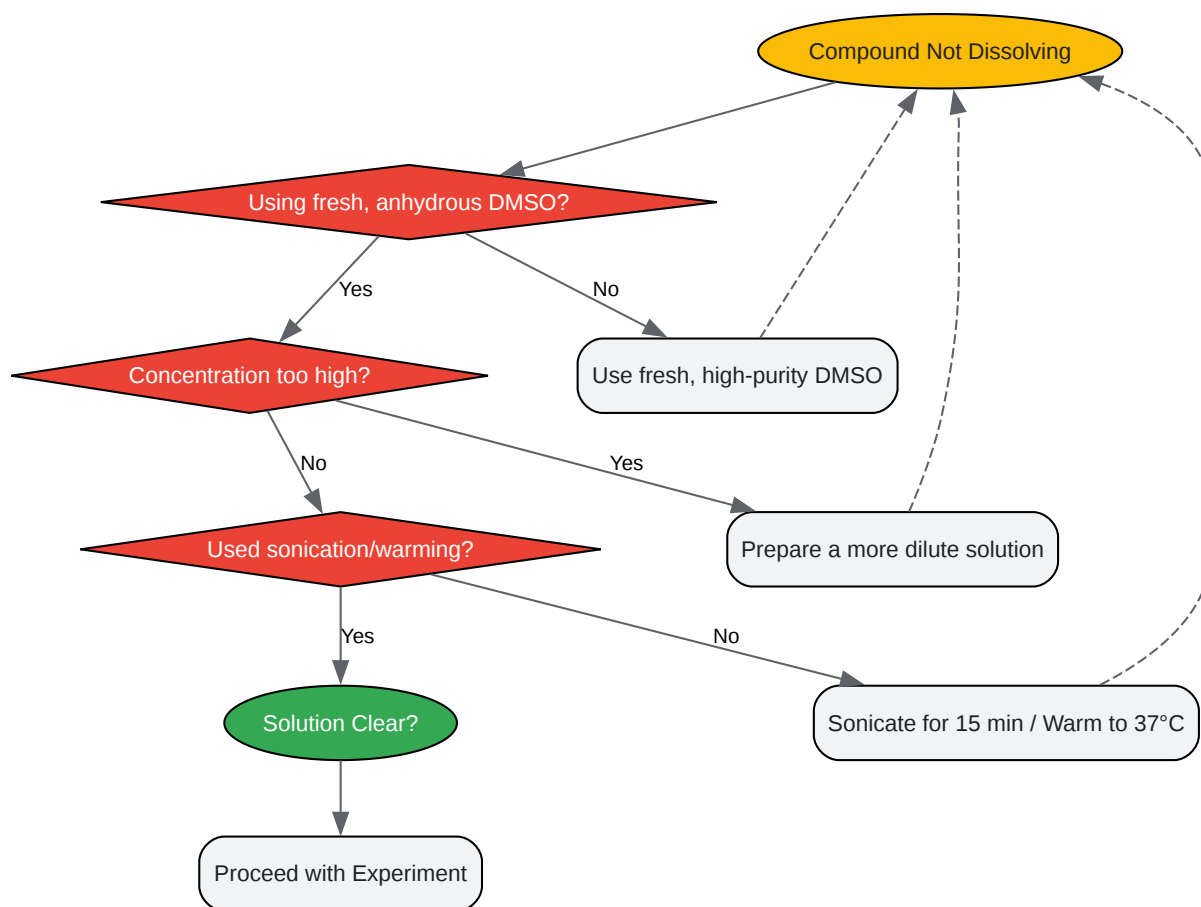 Compound Not Dissolving
Using fresh, anhydrous DMSO?
Yes
No
Concentration too high?
Use fresh, high-purity DMSO
No
Yes
Used sonication/warming?
Prepare a more dilute solution
Yes
No
Solution Clear?
Sonicate for 15 min / Warm to 37°C
Proceed with Experiment